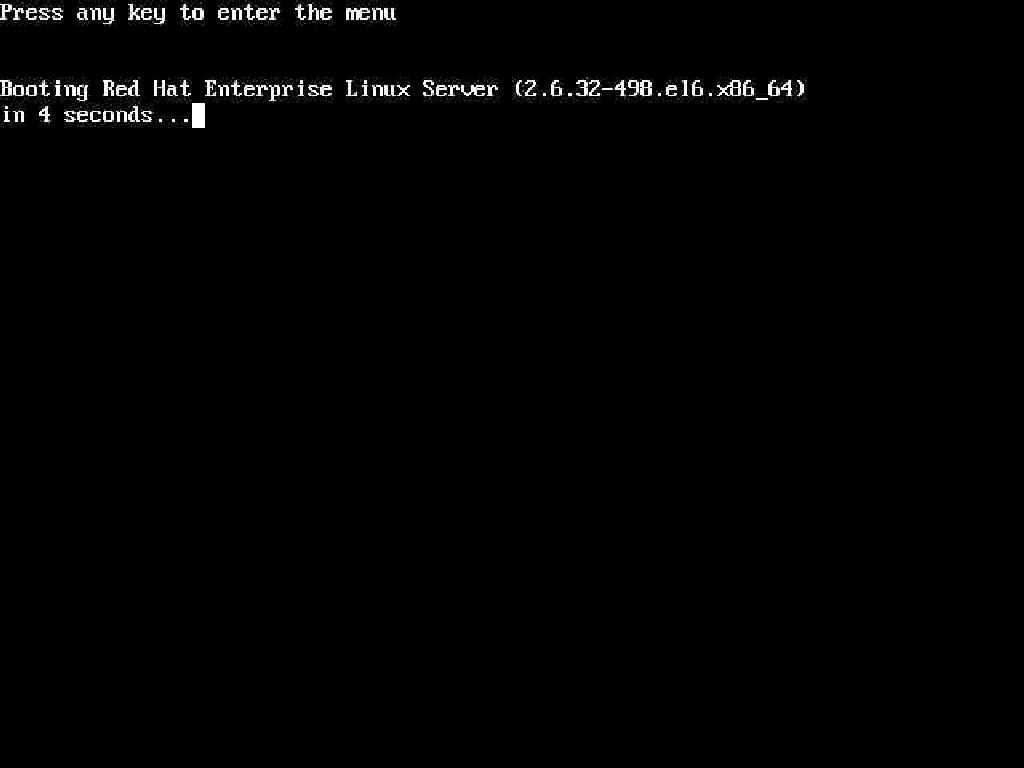 Press any key to enter the menu
Booting Red Hat Enterprise Linux Server (2.6.32-498.el6.x86_64)
in 4 seconds...